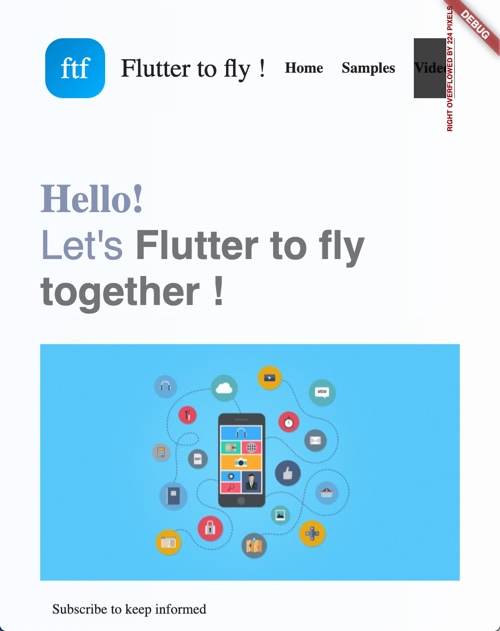 ftf Flutter to fly ! Home Samples
RIGHT OVERFLOWED BY 224 PIXELS
DEBUG
Hello!
Let's Flutter to fly
together !
Subscribe to keep informed